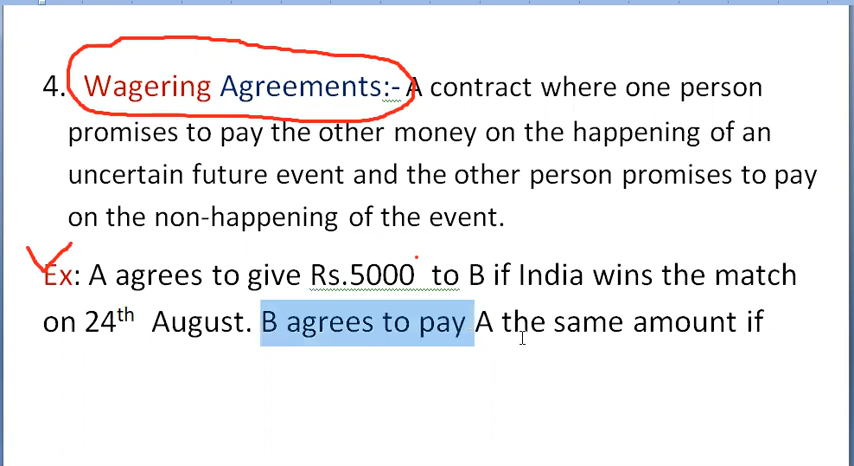 4. Wagering Agreements:- A contract where one person
promises to pay the other money on the happening of an
uncertain future event and the other person promises to pay
on the non-happening of the event.
Ex: A agrees to give Rs.5000 to B if India wins the match
on 24th August. B agrees to pay A the same amount if